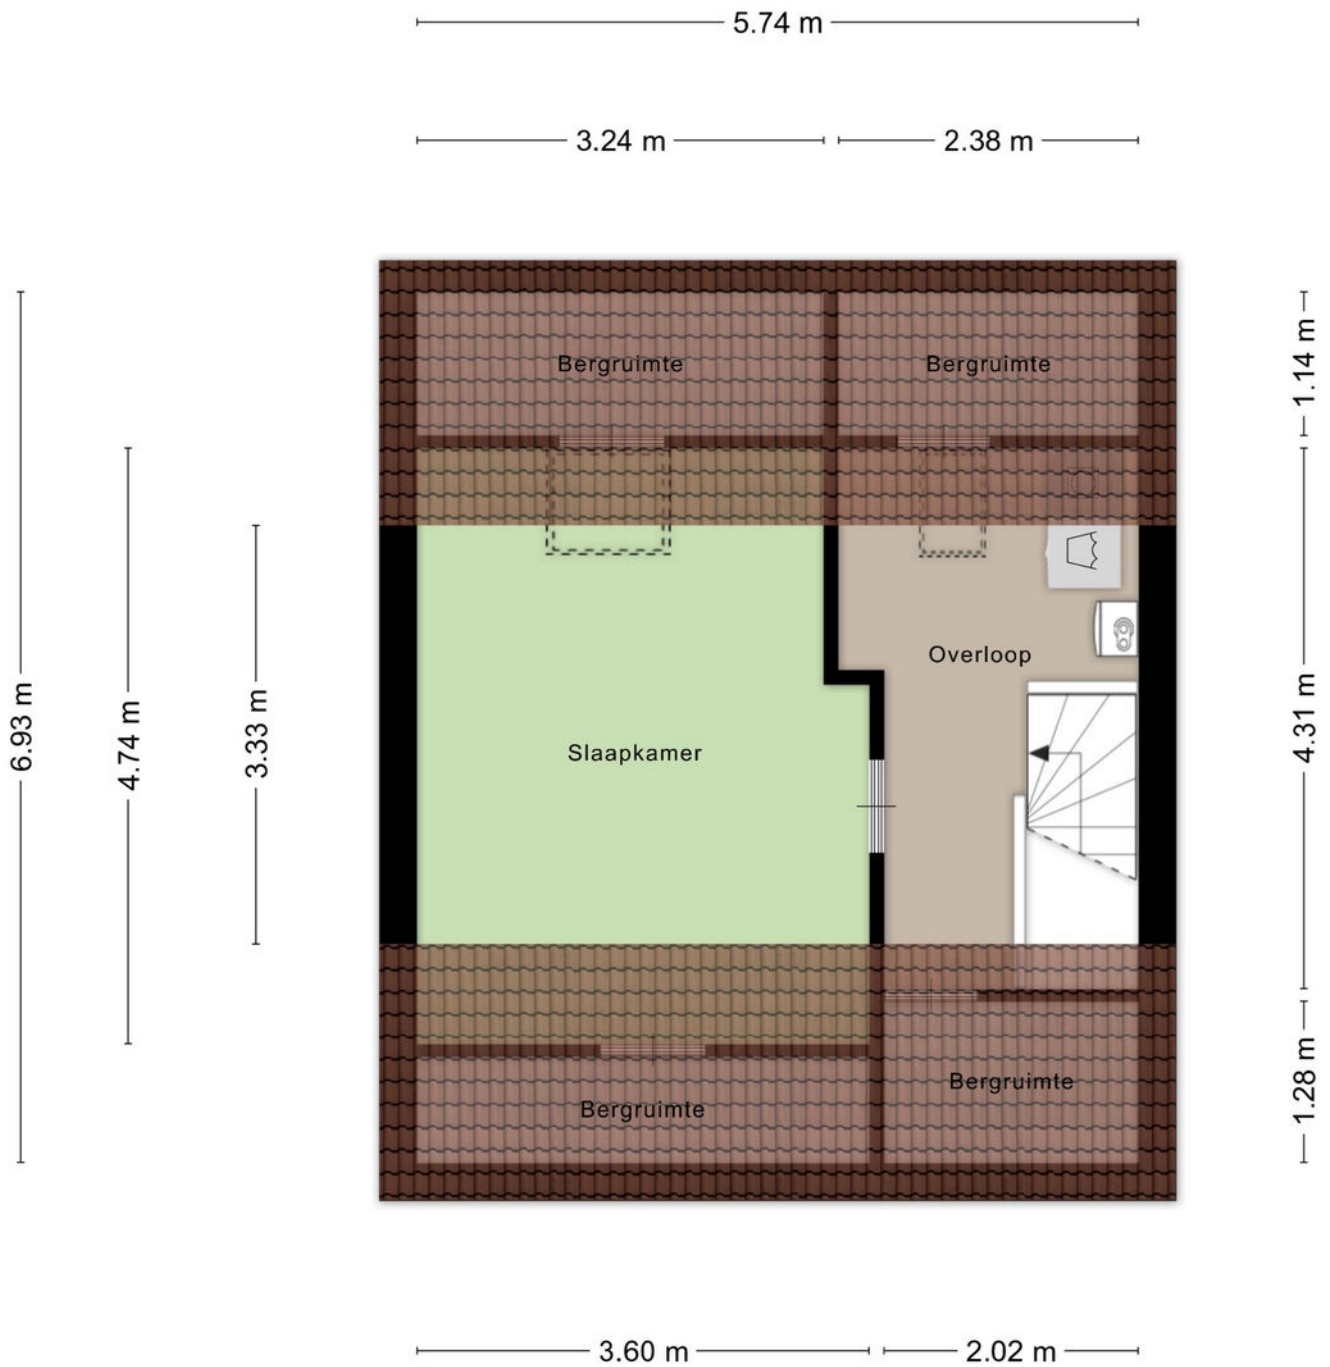 5.74 m
3.24 m
2.38 m
Bergruimte
Bergruimte
1.14 m
6.93 m
4.74 m
3.33 m
Overloop
Slaapkamer
4.31 m
Bergruimte
Bergruimte
1.28 m
3.60 m
2.02 m